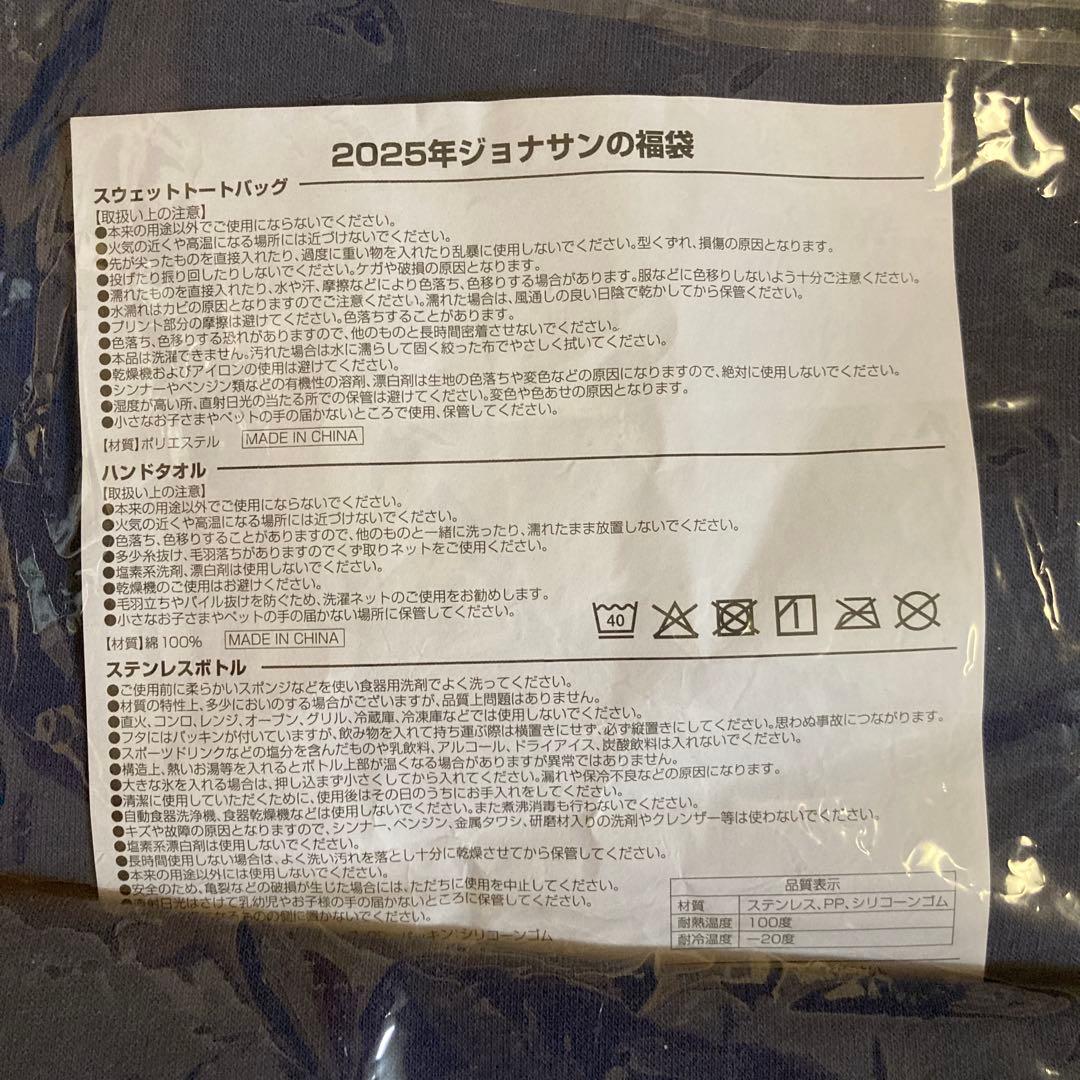 2025年ジョナサンの福袋
スウェットトートバッグ
【取扱い上の注意】
●本来の用途以外でご使用にならないでください。
●火気の近くや高温になる場所には近づけないでください。
●先が尖ったものを直接入れたり、過度に重い物を入れたり乱暴に使用しないでください。型くずれ、損傷の原因となります。
●投げたり振り回したりしないでください。ケガや破損の原因となります。
●濡れたものを直接入れたり、水や汗、摩擦などにより色落ち、色移りする場合があります。服などに色移りしないよう十分ご注意ください。
●水濡れはカビの原因となりますのでご注意ください。濡れた場合は、風通しの良い日陰で乾かしてから保管ください。
●プリント部分の摩擦は避けてください。色落ちすることがあります。
●色落ち、色移りする恐れがありますので、他のものと長時間密着させないでください。
●本品は洗濯できません。汚れた場合は水に濡らして固く絞った布でやさしく拭いてください。
●乾燥機およびアイロンの使用は避けてください。
●シンナーやベンジン類などの有機性の溶剤、漂白剤は生地の色落ちや変色などの原因になりますので、絶対に使用しないでください。
●湿度が高い所、直射日光の当たる所での保管は避けてください。変色や色あせの原因となります。
●小さなお子さまやペットの手の届かないところで使用、保管してください。
【材質】ポリエステル MADE IN CHINA
ハンドタオル
【取扱い上の注意】
●本来の用途以外でご使用にならないでください。
●火気の近くや高温になる場所には近づけないでください。
●色落ち、色移りすることがありますので、他のものと一緒に洗ったり、濡れたまま放置しないでください。
●多少糸抜け、毛羽落ちがありますのでくず取りネットをご使用ください。
●塩素系洗剤、漂白剤は使用しないでください。
●乾燥機のご使用はお避けください。
●毛羽立ちやパイル抜けを防ぐため、洗濯ネットのご使用をお勧めします。
●小さなお子さまやペットの手の届かない場所に保管してください。
【材質】綿100% MADE IN CHINA
40
ステンレスボトル
●ご使用前に柔らかいスポンジなどを使い食器用洗剤でよく洗ってください。
●材質の特性上、多少においのする場合がございますが、品質上問題はありません。
●直火、コンロ、レンジ、オーブン、グリル、冷蔵庫、冷凍庫などでは使用しないでください。
●フタにはパッキンが付いていますが、飲み物を入れて持ち運ぶ際は横置きにせず、必ず縦置きにしてください。思わぬ事故につながります。
●スポーツドリンクなどの塩分を含んだものや乳飲料、アルコール、ドライアイス、炭酸飲料は入れないでください。
●構造上、熱いお湯等を入れるとボトル上部が温くなる場合がありますが異常ではありません。
●大きな氷を入れる場合は、押し込まず小さくしてから入れてください。漏れや保冷不良などの原因になります。
●清潔に使用していただくために、使用後はその日のうちにお手入れをしてください。
●自動食器洗浄機、食器乾燥機などは使用しないでください。また煮沸消毒も行わないでください。
●キズや故障の原因となりますので、シンナー、ベンジン、金属タワシ、研磨材入りの洗剤やクレンザー等は使わないでください。
●塩素系漂白剤は使用しないでください。
●長時間使用しない場合は、よく洗い汚れを落とし十分に乾燥させてから保管してください。
●本来の用途以外には使用しないでください。
●安全のため、亀裂などの破損が生じた場合には、ただちに使用を中止してください。
●直射日光はさけて乳幼児やお子様の手の届かないところに保管してください。
なるものの側に置かないでください。
キン:シリコーンゴム
品質表示
材質 ステンレス、PP、シリコーンゴム
耐熱温度 100度
耐冷温度 −20度